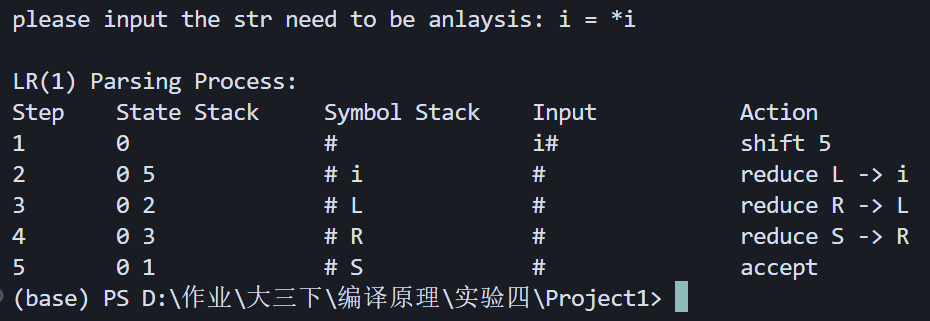 please input the str need to be anlaysis: i = *i
LR(1) Parsing Process:
Step State Stack Symbol Stack Input Action
1 0 # i# shift 5
2 0 5 # i # reduce L -> i
3 0 2 # L # reduce R -> L
4 0 3 # R # reduce S -> R
5 0 1 # S # accept
(base) PS D:\作业\大三下\编译原理\实验四\Project1>